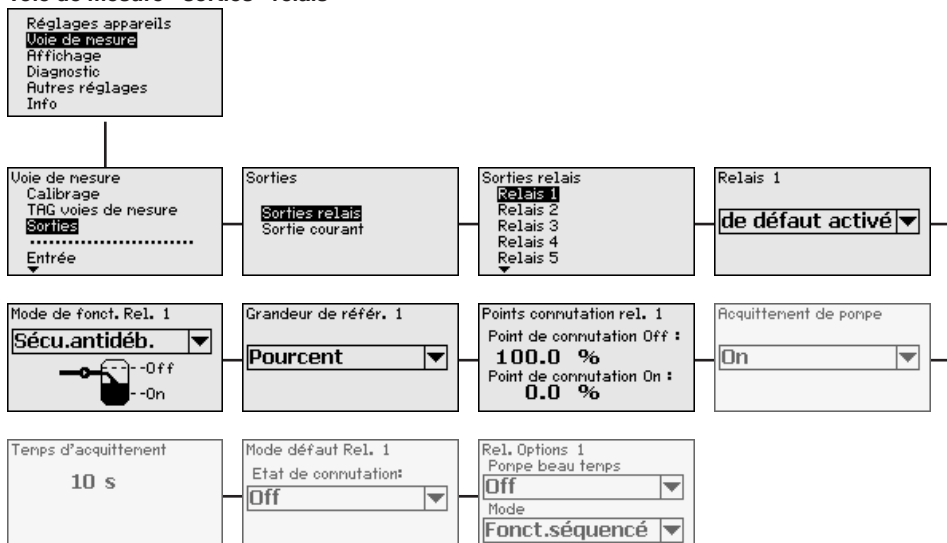 Voie de mesure - sorties - relais
Réglages appareils
Voie de mesure
Affichage
Diagnostic
Autres réglages
Info
Voie de mesure
Calibrage
TAG voies de mesure
Sorties
Entrée
Sorties
Sorties relais
Sortie courant
Sorties relais
Relais 1
Relais 2
Relais 3
Relais 4
Relais 5
Relais 1
de défaut activé
Mode de fonct. Rel. 1
Sécu.antidéb.
--Off
--On
Grandeur de référ. 1
Pourcent
Points commutation rel. 1
Point de commutation Off :
100.0 %
Point de commutation On :
0.0 %
Acquittement de pompe
On
Temps d'acquittement
10 s
Mode défaut Rel. 1
Etat de commutation:
Off
Rel. Options 1
Pompe beau temps
Off
Mode
Fonct.séquencé